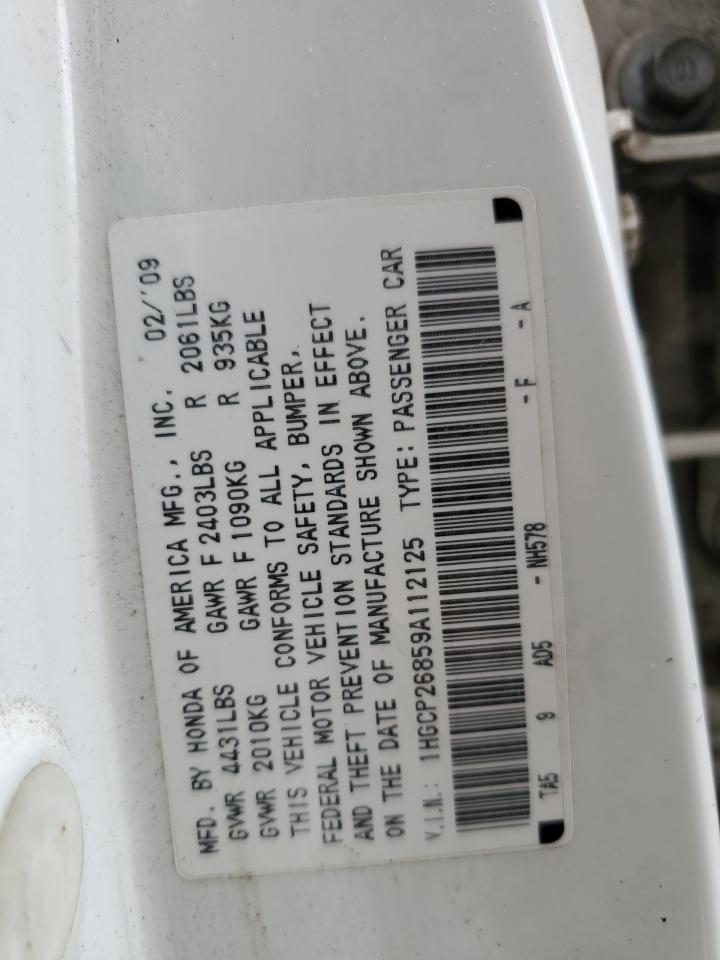 MFD. BY HONDA OF AMERICA MFG., INC. 02/'09
GVWR 4431LBS GAWR F 2403LBS R 2061LBS
GVWR 2010KG GAWR F 1090KG R 935KG
THIS VEHICLE CONFORMS TO ALL APPLICABLE
FEDERAL MOTOR VEHICLE SAFETY, BUMPER,
AND THEFT PREVENTION STANDARDS IN EFFECT
ON THE DATE OF MANUFACTURE SHOWN ABOVE.
V.I.N.: 1HGCP26859A112125 TYPE: PASSENGER CAR
TA5 9 AD5 - NH578 - F - A